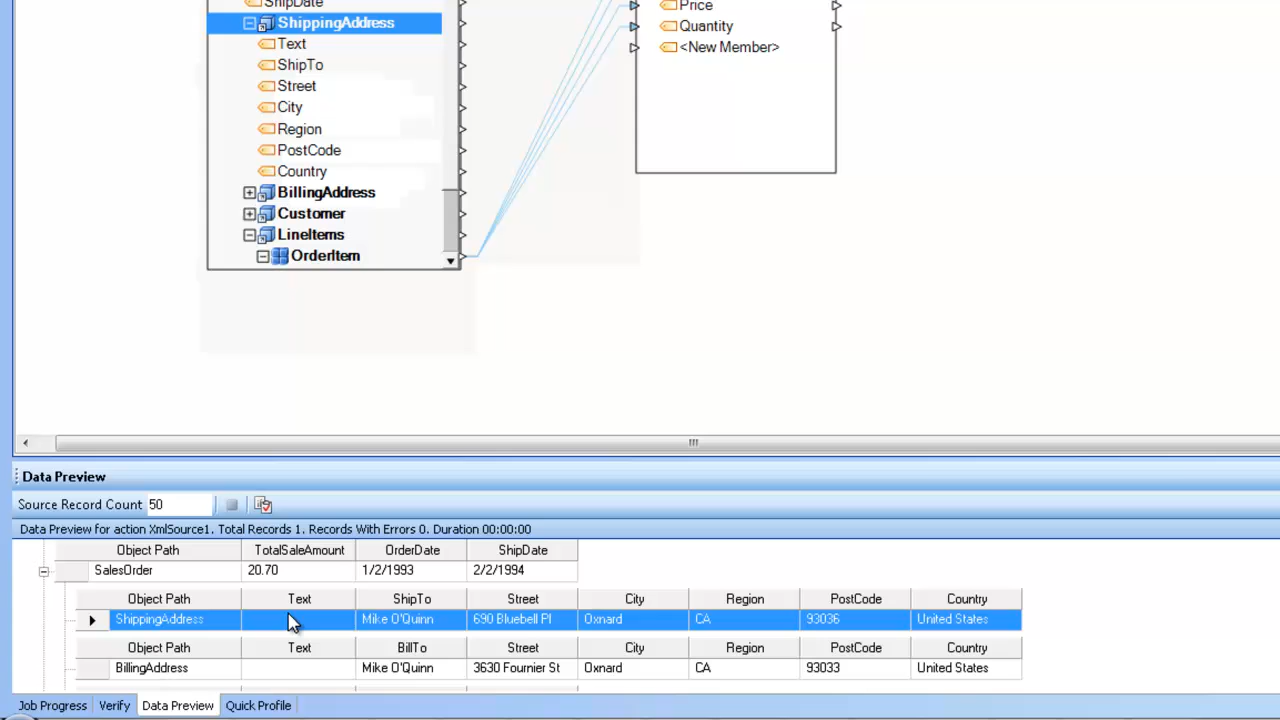 ShipDate
Price
ShippingAddress
Quantity
Text
<New Member>
ShipTo
Street
City
Region
PostCode
Country
BillingAddress
Customer
LineItems
OrderItem
Data Preview
Source Record Count 50
Data Preview for action XmlSource1. Total Records 1. Records With Errors 0. Duration 00:00:00
Object Path TotalSaleAmount OrderDate ShipDate
SalesOrder 20.70 1/2/1993 2/2/1994
Object Path Text ShipTo Street City Region PostCode Country
ShippingAddress Mike O'Quinn 690 Bluebell Pl Oxnard CA 93036 United States
Object Path Text BillTo Street City Region PostCode Country
BillingAddress Mike O'Quinn 3630 Fournier St Oxnard CA 93033 United States
Job Progress Verify Data Preview Quick Profile